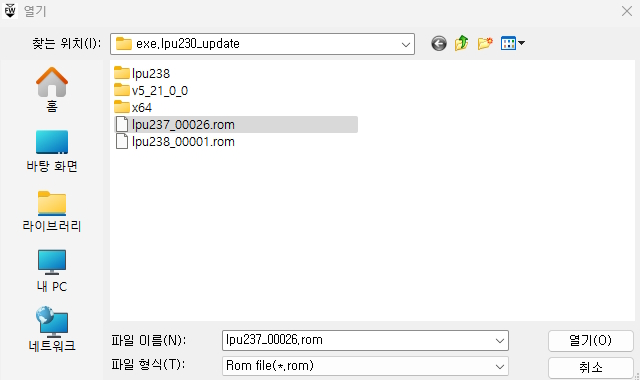 FW 열기
찾는 위치(I): exe,lpu230_update
홈
바탕 화면
라이브러리
내 PC
네트워크
lpu238
v5_21_0_0
x64
lpu237_00026.rom
lpu238_00001.rom
파일 이름(N): lpu237_00026,rom 열기(O)
파일 형식(T): Rom file(*,rom) 취소